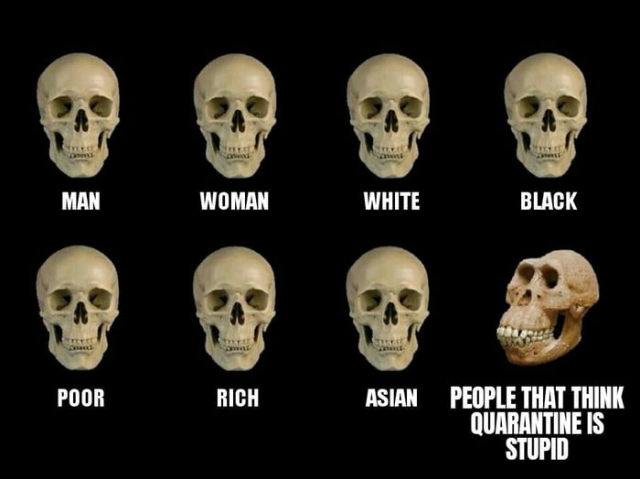 MAN
WOMAN
WHITE
BLACK
POOR
RICH
ASIAN
PEOPLE THAT THINK
QUARANTINE IS
STUPID